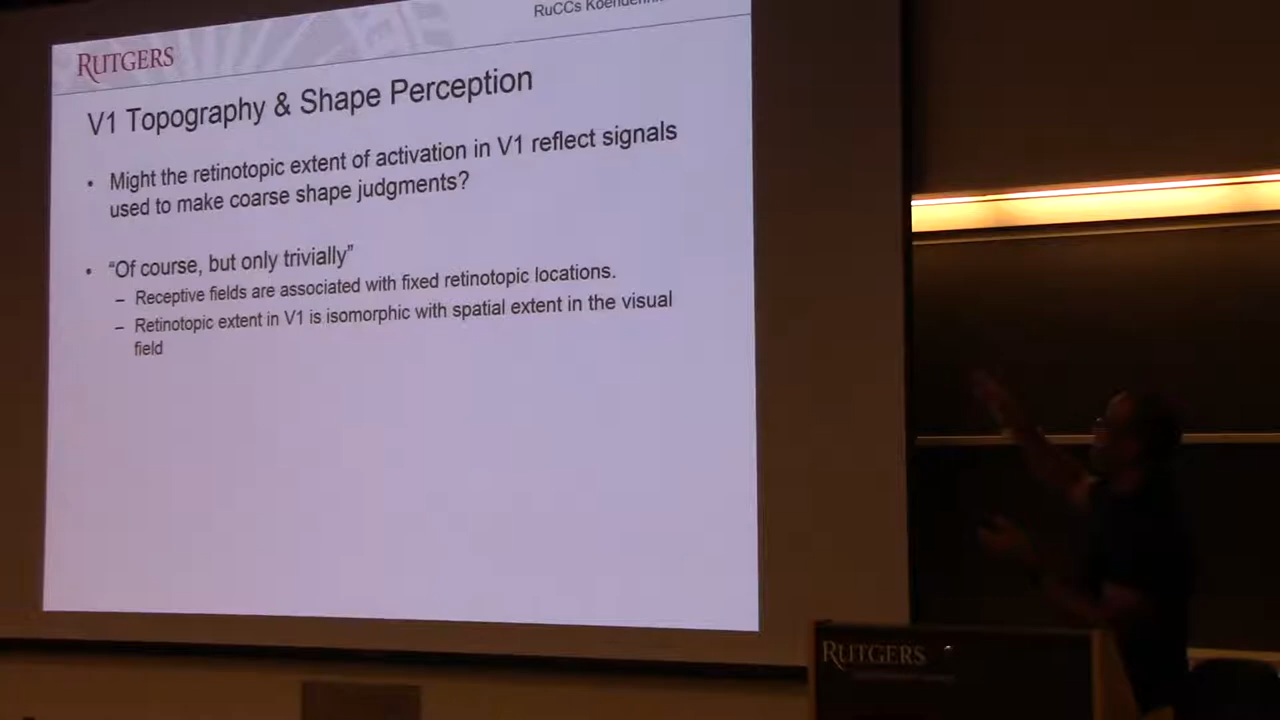 RuCCs
RUTGERS
V1 Topography & Shape Perception
• Might the retinotopic extent of activation in V1 reflect signals
used to make coarse shape judgments?
• “Of course, but only trivially”
– Receptive fields are associated with fixed retinotopic locations.
– Retinotopic extent in V1 is isomorphic with spatial extent in the visual
field
RUTGERS